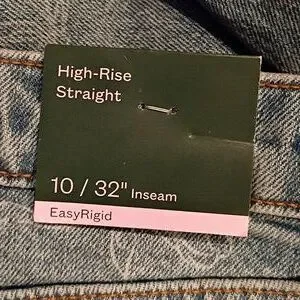 High-Rise
Straight
10 / 32" Inseam
EasyRigid